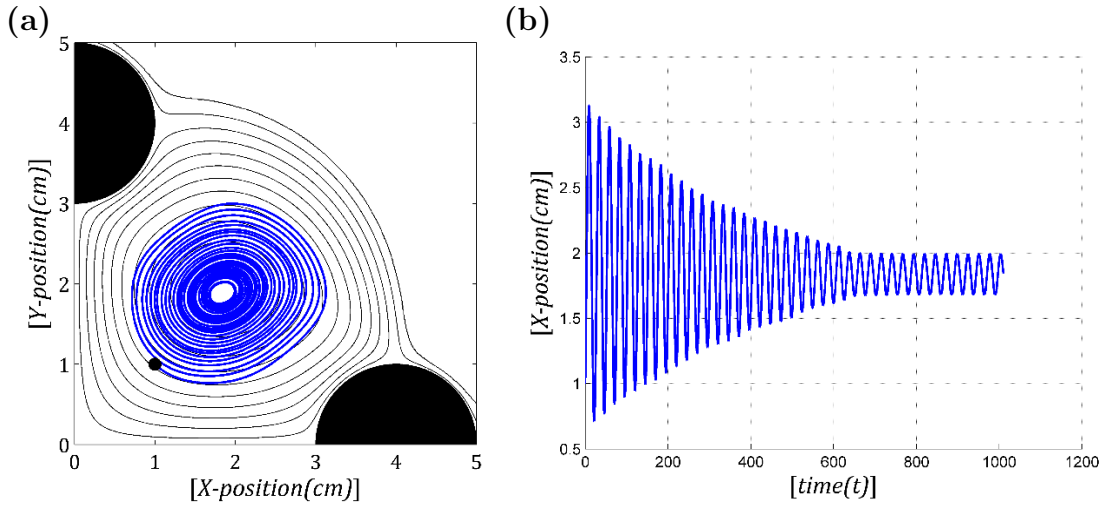 (a)
5
4
3
2
1
0
0 1 2 3 4 5
[Y-position(cm)]
[X-position(cm)]
(b)
3.5
3
2.5
2
1.5
1
0.5
0 200 400 600 800 1000 1200
[X-position(cm)]
[time(t)]